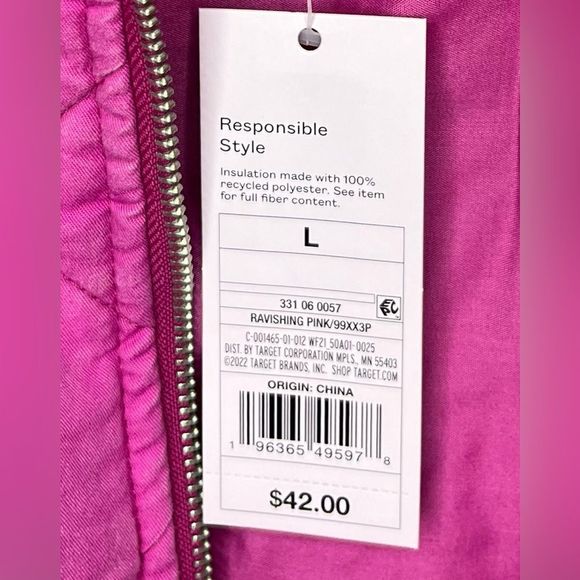 Responsible
Style
Insulation made with 100%
recycled polyester. See item
for full fiber content.
L
331 06 0057
RAVISHING PINK/99XX3P
C-001465-01-012 WF21 50A01-0025
DIST. BY TARGET CORPORATION MPLS., MN 55403
©2022 TARGET BRANDS, INC. SHOP TARGET.COM
ORIGIN: CHINA
1 96365 49597 8
$42.00